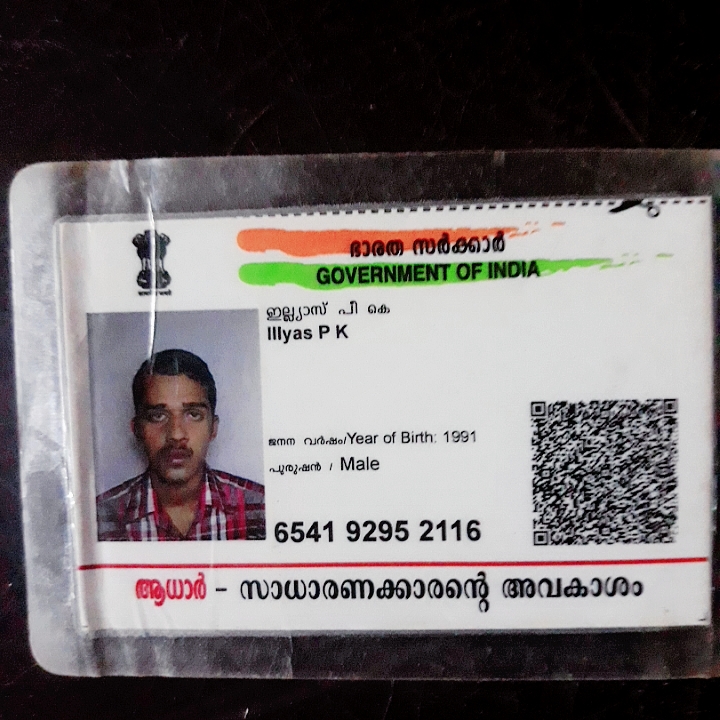 ഭാരത സർക്കാർ
GOVERNMENT OF INDIA
ഇല്ല്യാസ് പി കെ
Illyas P K
ജനന വർഷം/Year of Birth: 1991
പുരുഷൻ / Male
6541 9295 2116
ആധാർ – സാധാരണക്കാരന്റെ അവകാശം